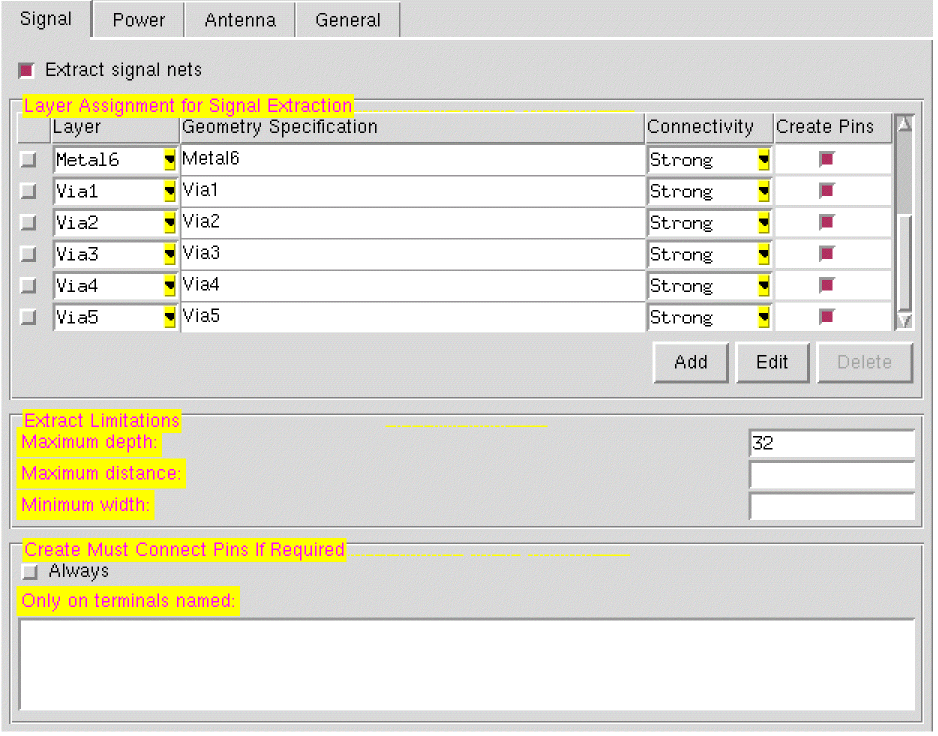 Signal Power Antenna General
Extract signal nets
Layer Assignment for Signal Extraction
Layer Geometry Specification Connectivity Create Pins
Metal6 Metal6 Strong
Via1 Via1 Strong
Via2 Via2 Strong
Via3 Via3 Strong
Via4 Via4 Strong
Via5 Via5 Strong
Add Edit Delete
Extract Limitations
Maximum depth: 32
Maximum distance:
Minimum width:
Create Must Connect Pins If Required
Always
Only on terminals named: